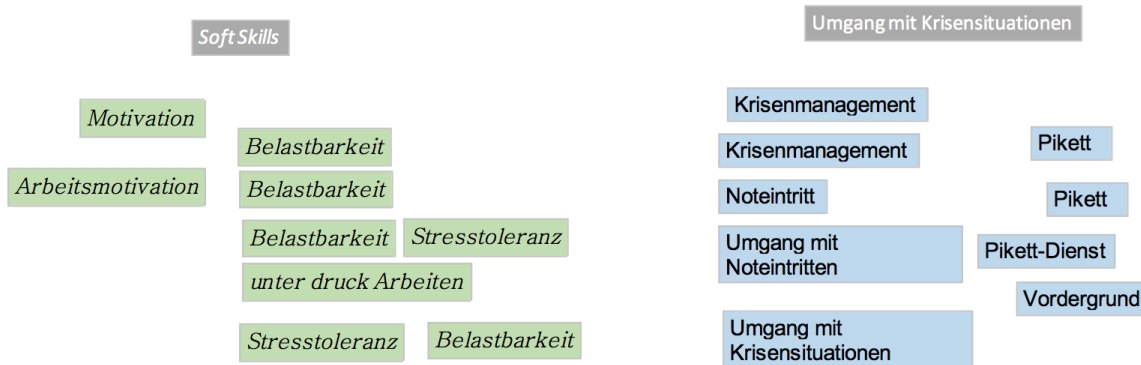 Soft Skills
Motivation
Belastbarkeit
Arbeitsmotivation
Belastbarkeit
Belastbarkeit
Stresstoleranz
unter druck Arbeiten
Stresstoleranz
Belastbarkeit
Umgang mit Krisensituationen
Krisenmanagement
Krisenmanagement
Pikett
Noteintritt
Pikett
Umgang mit
Noteintritten
Pikett-Dienst
Vordergrund
Umgang mit
Krisensituationen